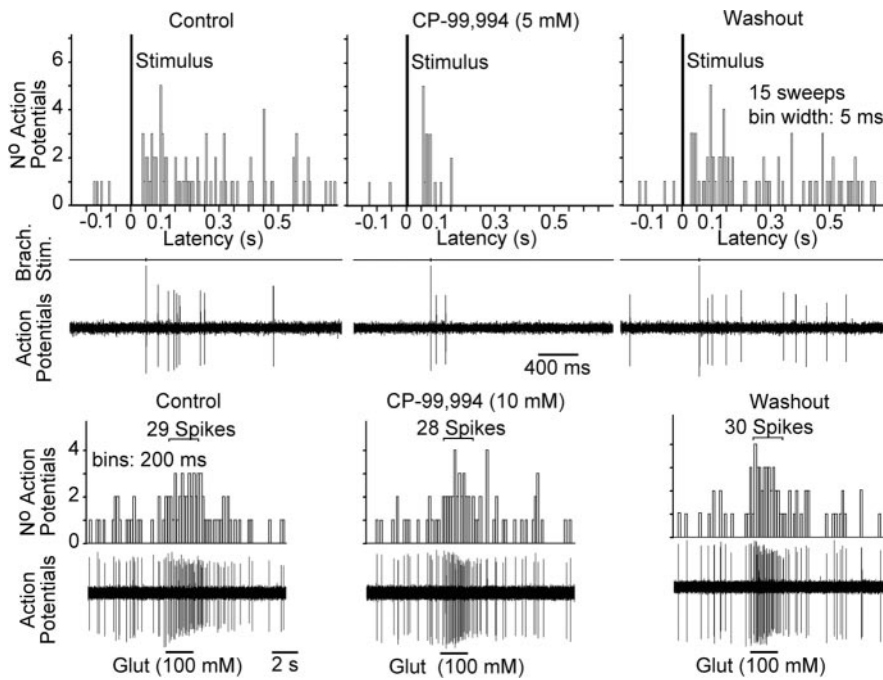 Control
CP-99,994 (5 mM)
Washout
Nº Action
Potentials
6
4
2
0
Stimulus
Stimulus
Stimulus
15 sweeps
bin width: 5 ms
-0.1 0 0.1 0.3 0.5
-0.1 0 0.1 0.3 0.5
-0.1 0 0.1 0.3 0.5
Latency (s)
Latency (s)
Latency (s)
Brach.
Stim.
Action
Potentials
400 ms
Control
CP-99,994 (10 mM)
Washout
29 Spikes
28 Spikes
30 Spikes
bins: 200 ms
Nº Action
Potentials
4
2
0
Action
Potentials
Glut (100 mM)
2 s
Glut (100 mM)
Glut (100 mM)